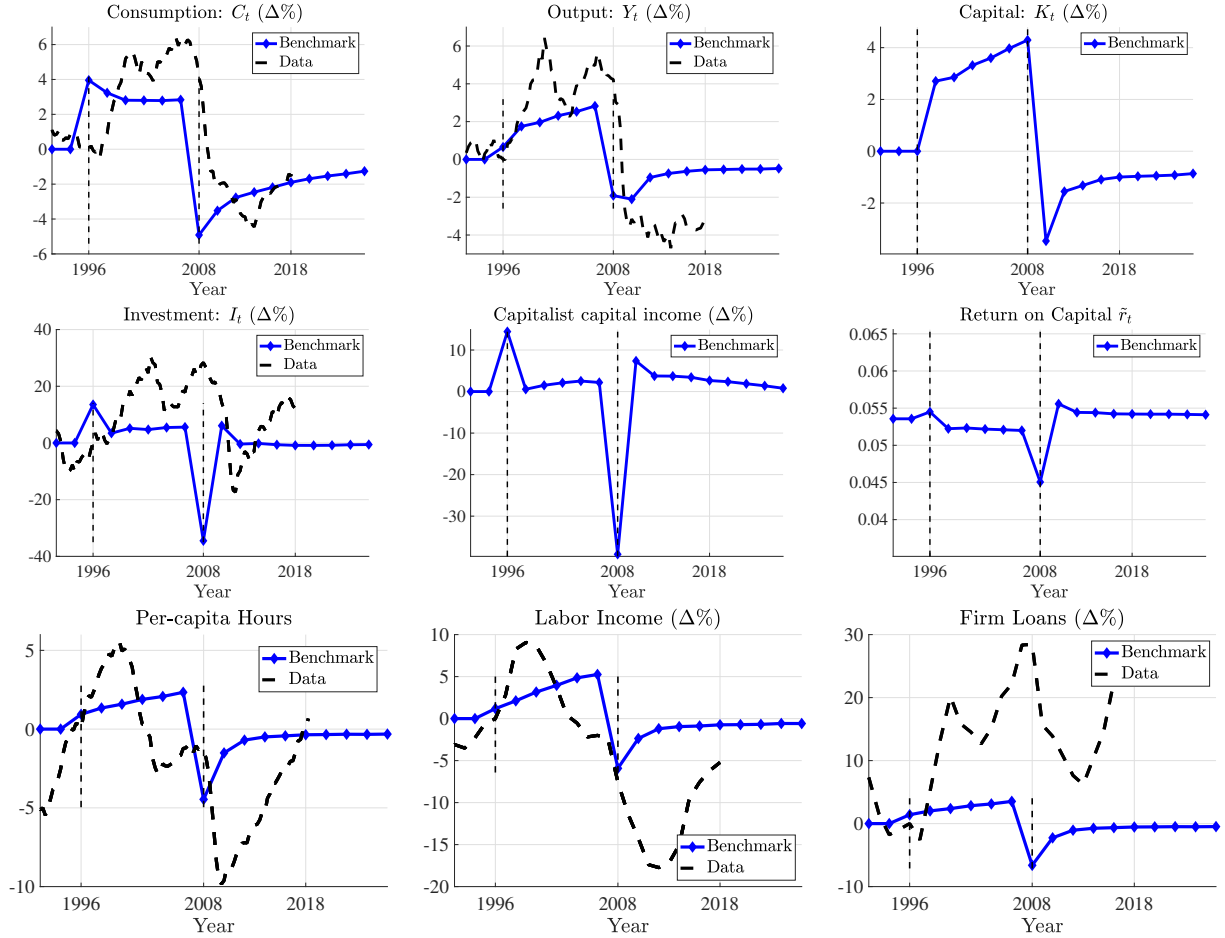 Consumption: C_t (Δ%)
6
4
2
0
-2
-4
-6
Benchmark
Data
1996
2008
2018
Year
Output: Y_t (Δ%)
6
4
2
0
-2
-4
Benchmark
Data
1996
2008
2018
Year
Capital: K_t (Δ%)
4
2
0
-2
Benchmark
1996
2008
2018
Year
Investment: I_t (Δ%)
40
20
0
-20
-40
Benchmark
Data
1996
2008
2018
Year
Capitalist capital income (Δ%)
10
0
-10
-20
-30
Benchmark
1996
2008
2018
Year
Return on Capital r̃_t
0.065
0.06
0.055
0.05
0.045
0.04
Benchmark
1996
2008
2018
Year
Per-capita Hours
5
0
-5
-10
Benchmark
Data
1996
2008
2018
Year
Labor Income (Δ%)
10
5
0
-5
-10
-15
-20
Benchmark
Data
1996
2008
2018
Year
Firm Loans (Δ%)
30
20
10
0
-10
Benchmark
Data
1996
2008
2018
Year